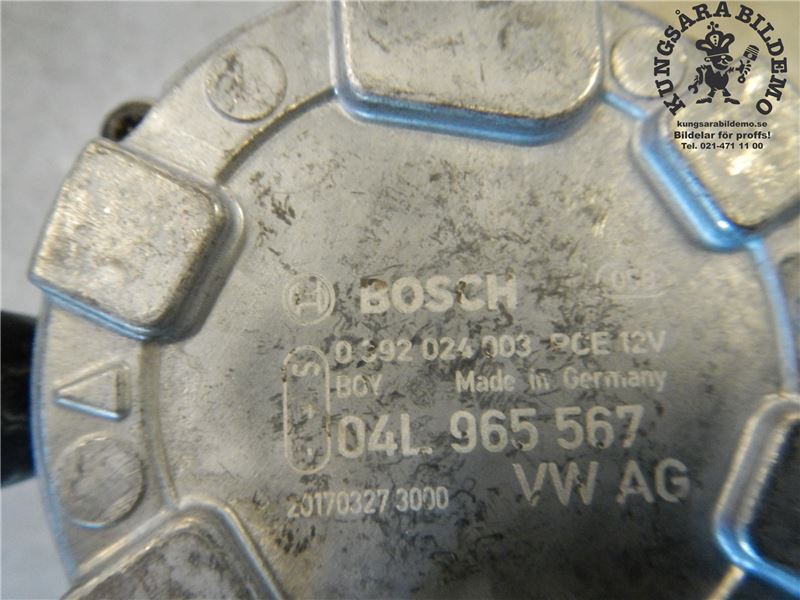 KUNGSÅRA BILDEMO
kungsarabildemo.se
Bildelar för proffs!
Tel. 021-471 11 00
BOSCH
0 392 024 003 PCE 12V
BGY Made in Germany
S - +
04L 965 567
VW AG
20170327 3000